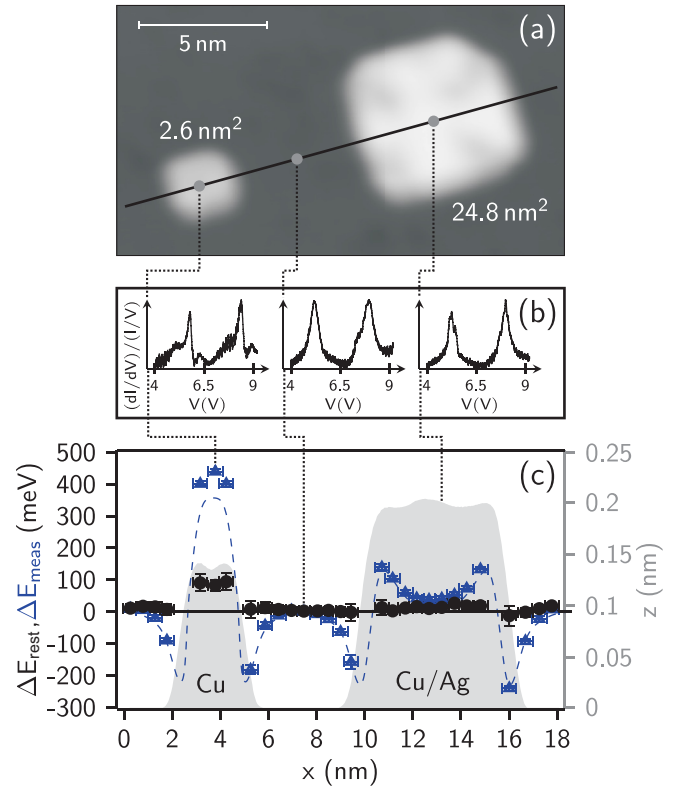 (a)
5 nm
2.6 nm²
24.8 nm²
(b)
(dI/dV)/(I/V)
4 6.5 9
V(V)
4 6.5 9
V(V)
4 6.5 9
V(V)
(c)
ΔE_rest, ΔE_meas (meV)
500
400
300
200
100
0
-100
-200
-300
0.25
0.2
0.15
0.1
0.05
0
z (nm)
Cu
Cu/Ag
0 2 4 6 8 10 12 14 16 18
x (nm)